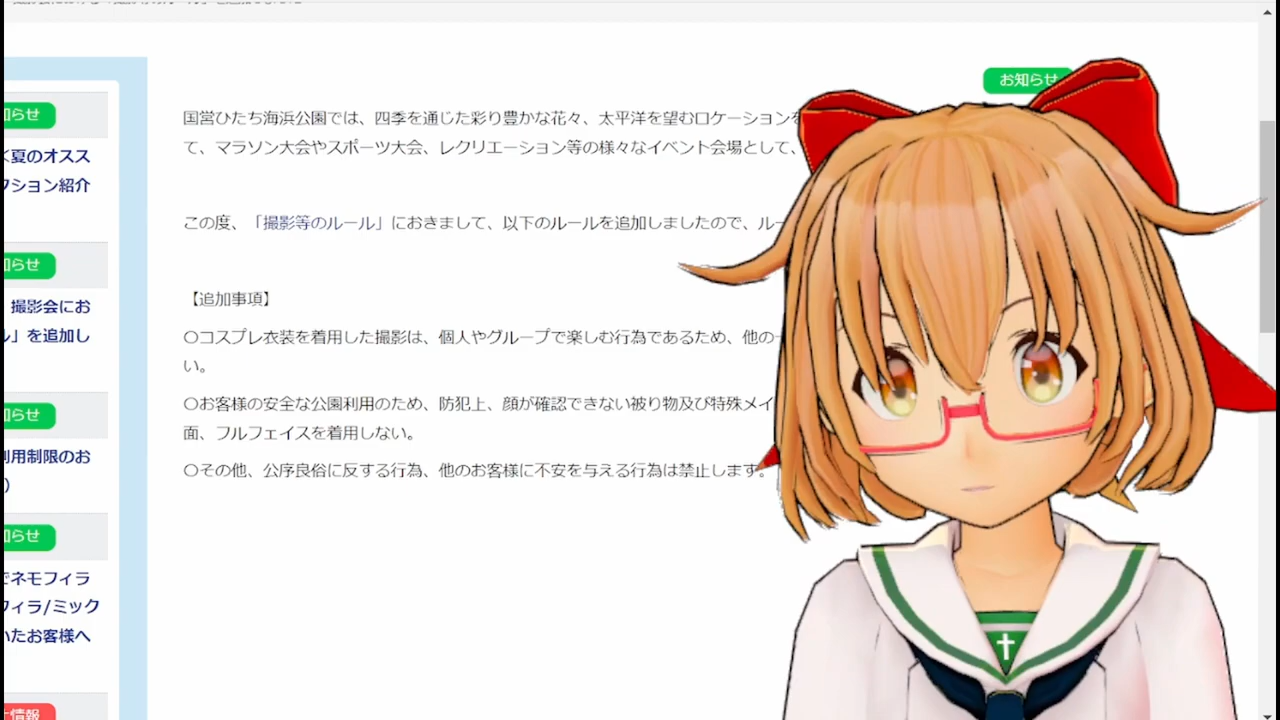 お知らせ
国営ひたち海浜公園では、四季を通じた彩り豊かな花々、太平洋を望むロケーション
て、マラソン大会やスポーツ大会、レクリエーション等の様々なイベント会場として、
この度、「撮影等のルール」におきまして、以下のルールを追加しましたので、ルー
【追加事項】
〇コスプレ衣装を着用した撮影は、個人やグループで楽しむ行為であるため、他の
い。
〇お客様の安全な公園利用のため、防犯上、顔が確認できない被り物及び特殊メイ
面、フルフェイスを着用しない。
〇その他、公序良俗に反する行為、他のお客様に不安を与える行為は禁止します。
知らせ
夏のオスス
クション紹介
知らせ
撮影会にお
ル」を追加し
知らせ
利用制限のお
）
知らせ
でネモフィラ
フィラ/ミック
いたお客様へ
情報